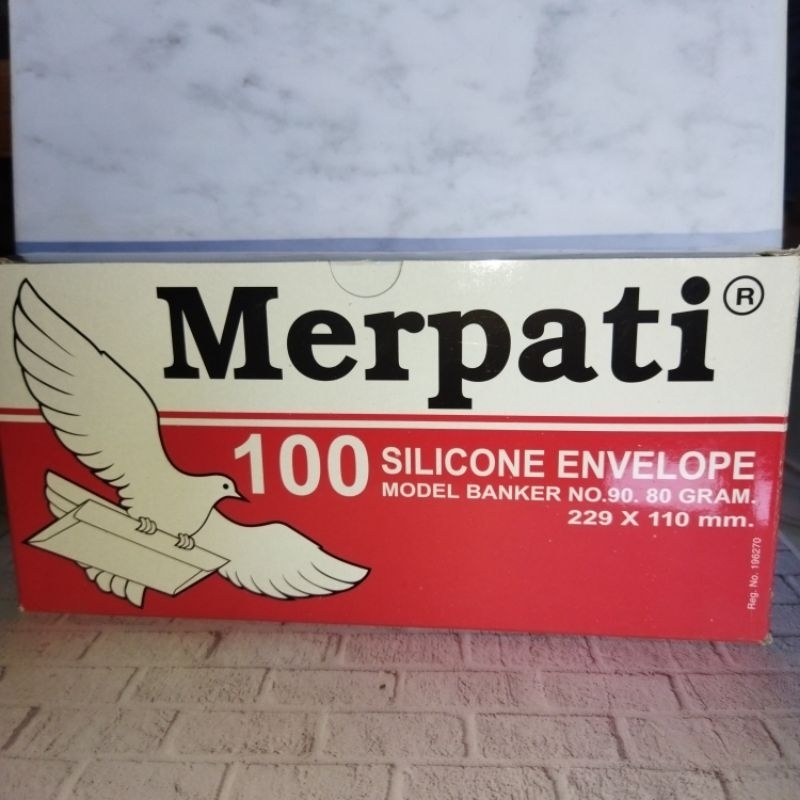 Merpati®
100 SILICONE ENVELOPE
MODEL BANKER NO.90. 80 GRAM.
229 X 110 mm.
Reg. No. 196270